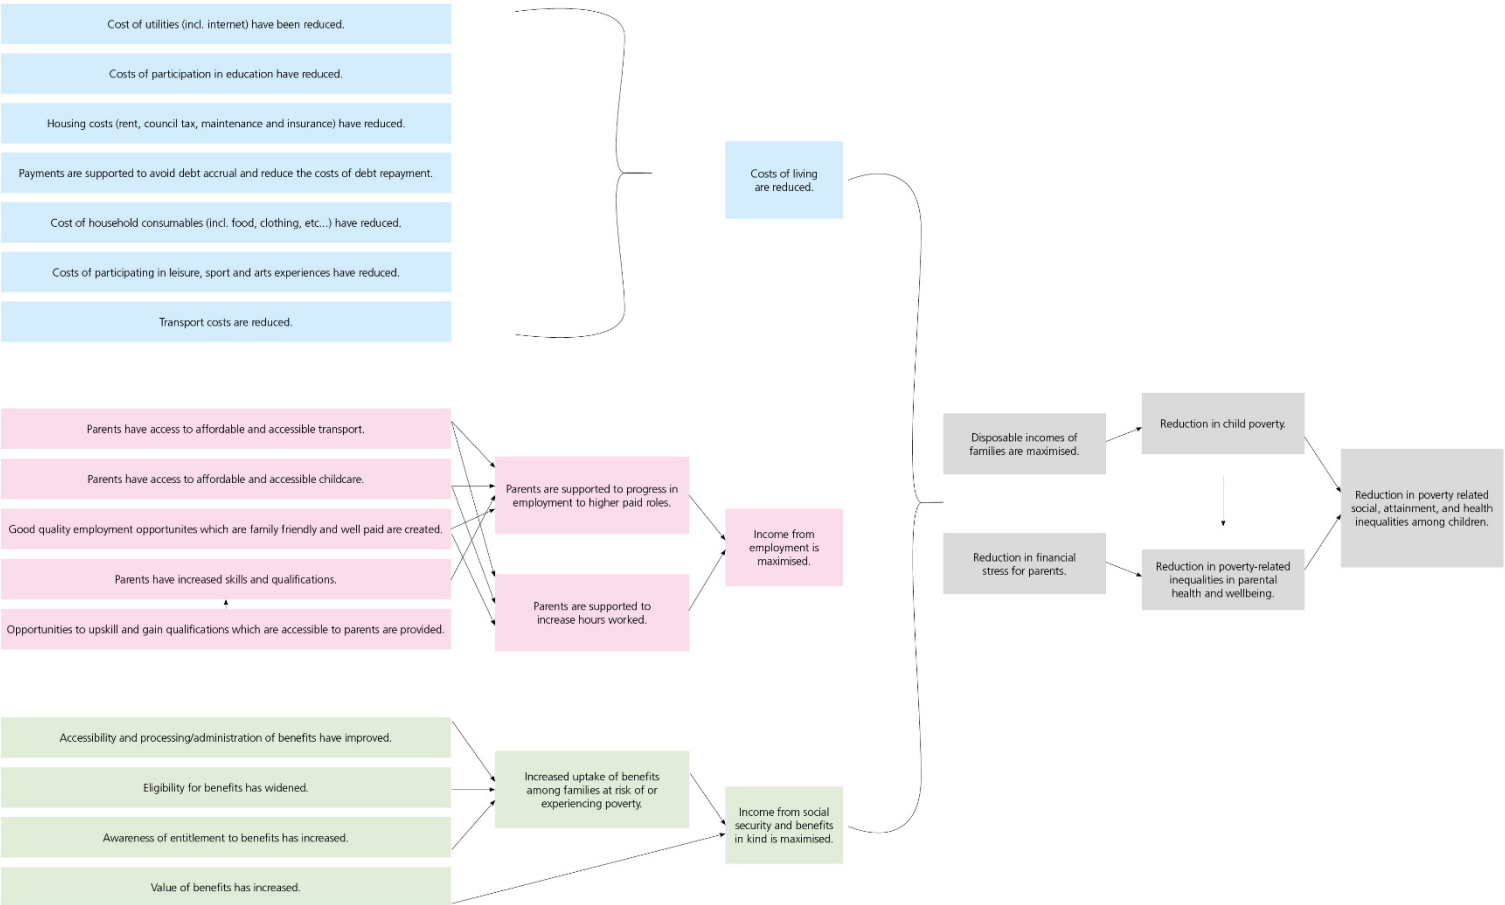 Cost of utilities (incl. internet) have been reduced.
Costs of participation in education have reduced.
Housing costs (rent, council tax, maintenance and insurance) have reduced.
Payments are supported to avoid debt accrual and reduce the costs of debt repayment.
Cost of household consumables (incl. food, clothing, etc...) have reduced.
Costs of participating in leisure, sport and arts experiences have reduced.
Transport costs are reduced.
Costs of living
are reduced.
Parents have access to affordable and accessible transport.
Parents have access to affordable and accessible childcare.
Good quality employment opportunites which are family friendly and well paid are created.
Parents have increased skills and qualifications.
Opportunities to upskill and gain qualifications which are accessible to parents are provided.
Parents are supported to progress in
employment to higher paid roles.
Parents are supported to
increase hours worked.
Income from
employment is
maximised.
Accessibility and processing/administration of benefits have improved.
Eligibility for benefits has widened.
Awareness of entitlement to benefits has increased.
Value of benefits has increased.
Increased uptake of benefits
among families at risk of or
experiencing poverty.
Income from social
security and benefits
in kind is maximised.
Disposable incomes of
families are maximised.
Reduction in financial
stress for parents.
Reduction in child poverty.
Reduction in poverty-related
inequalities in parental
health and wellbeing.
Reduction in poverty related
social, attainment, and health
inequalities among children.